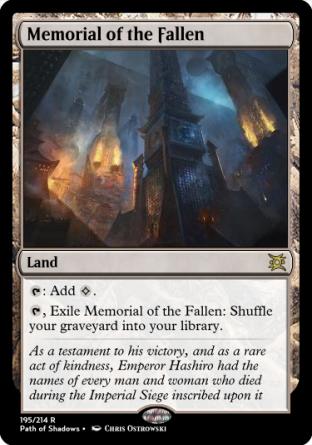 Memorial of the Fallen
Land
: Add .
, Exile Memorial of the Fallen: Shuffle
your graveyard into your library.
As a testament to his victory, and as a rare
act of kindness, Emperor Hashiro had the
names of every man and woman who died
during the Imperial Siege inscribed upon it
195/214 R
Path of Shadows • Chris Ostrowski